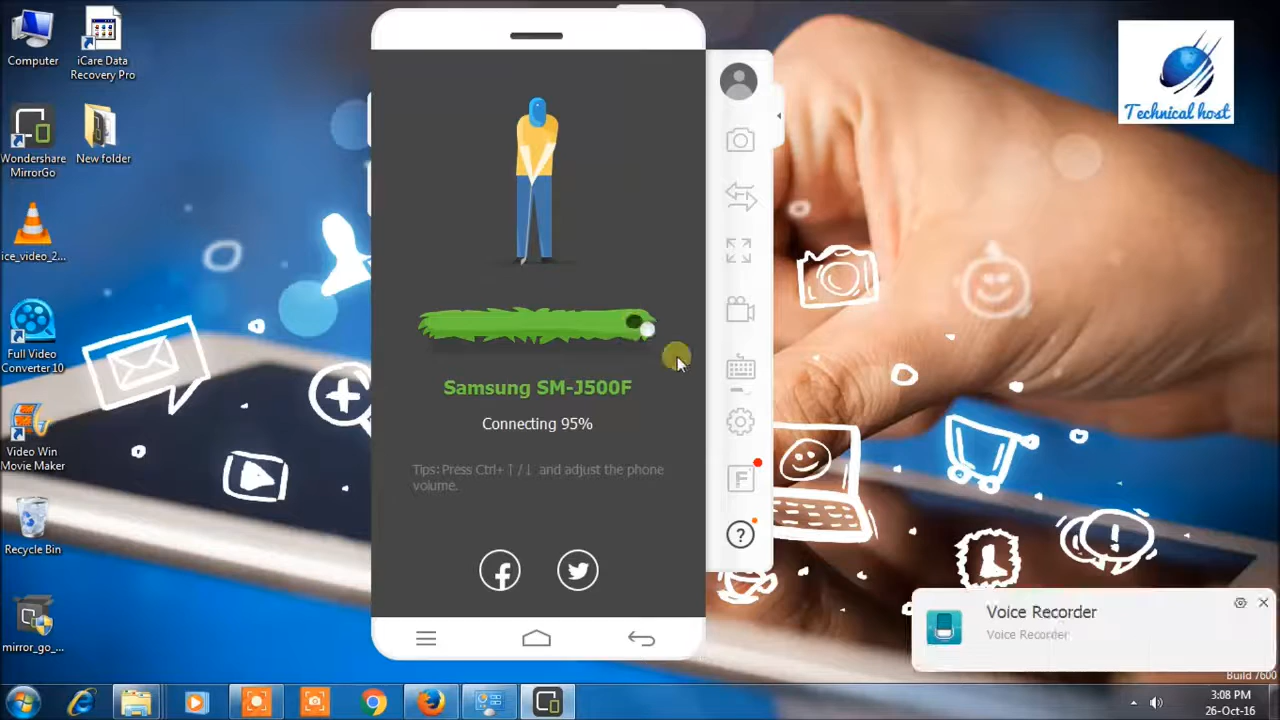 Computer
iCare Data
Recovery Pro
Wondershare
MirrorGo
New folder
ice_video_2...
Full Video
Converter 10
Video Win
Movie Maker
Recycle Bin
mirror_go_...
Samsung SM-J500F
Connecting 95%
Tips: Press Ctrl+ ↑ / ↓ and adjust the phone
volume.
F
?
Technical host
Voice Recorder
Voice Recorder
Build 7600
3:08 PM
26-Oct-16